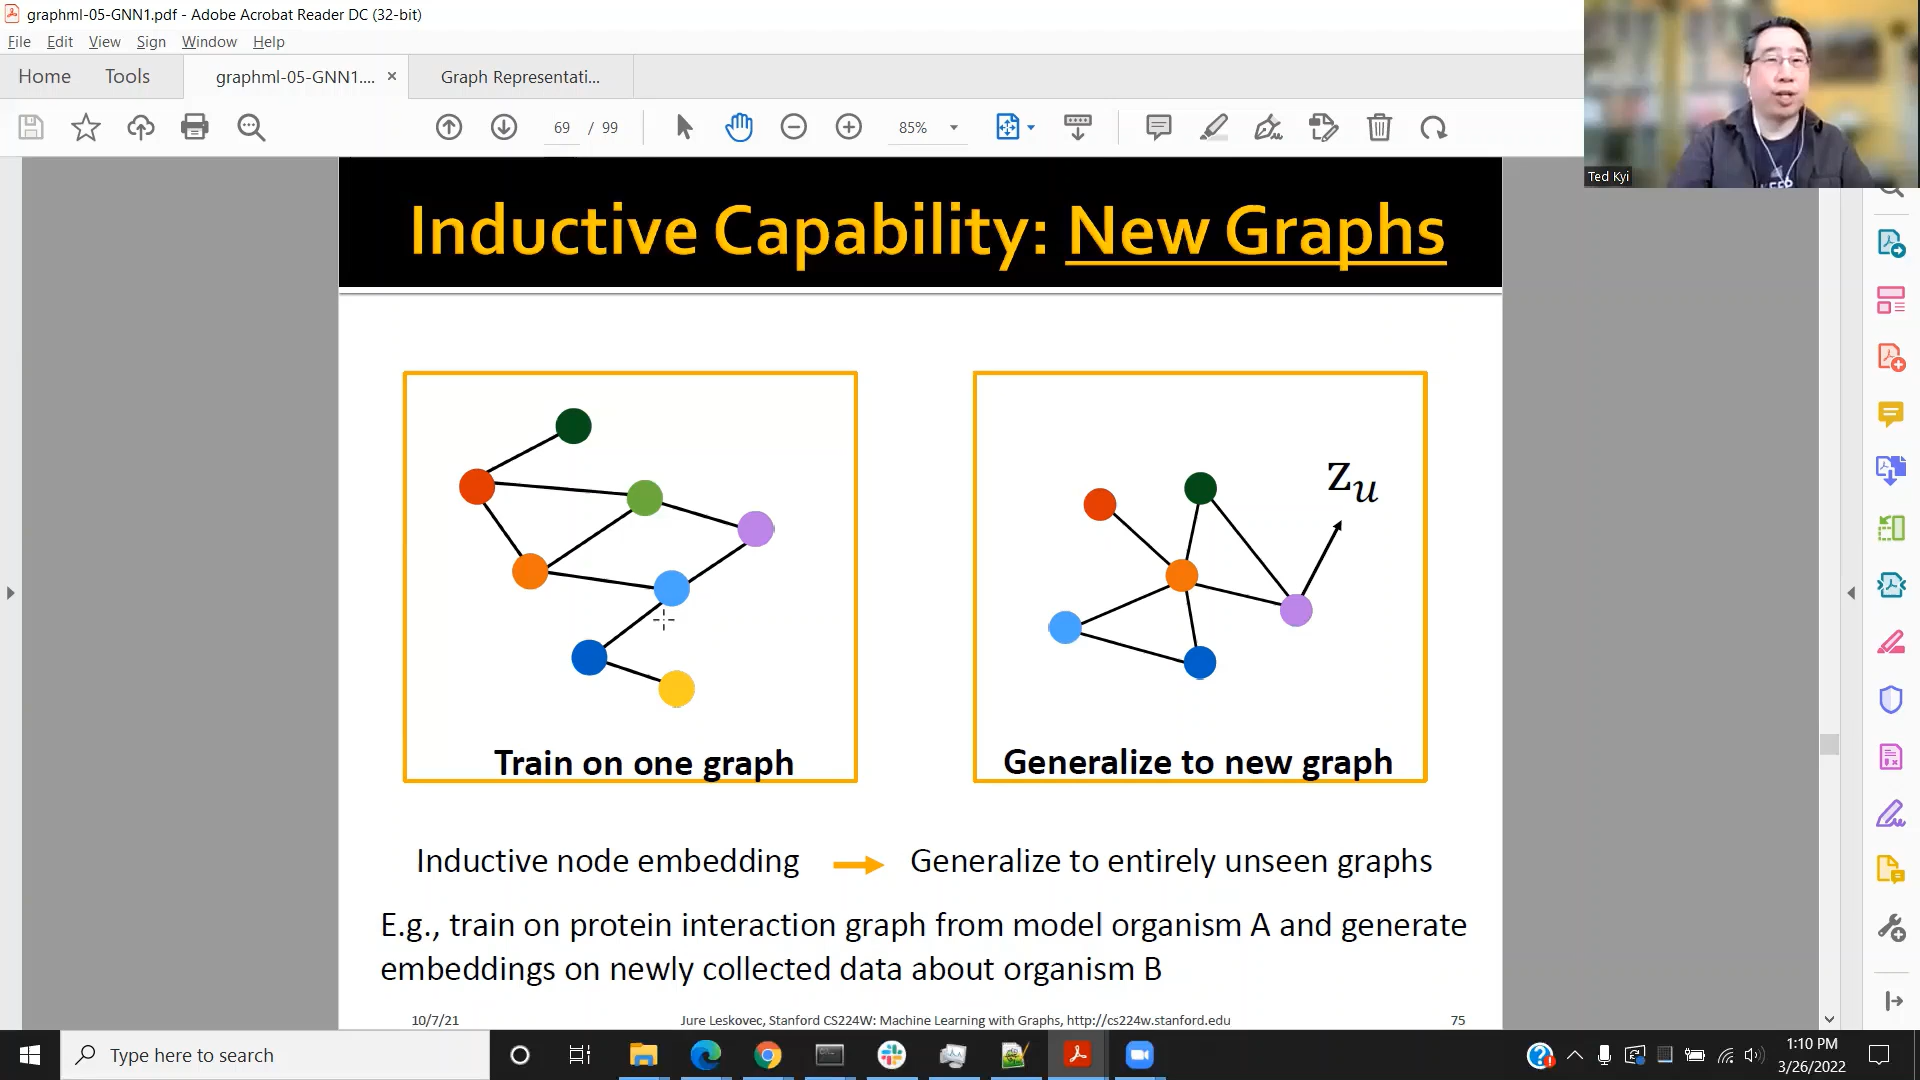 graphml-05-GNN1.pdf - Adobe Acrobat Reader DC (32-bit)
File Edit View Sign Window Help
Home Tools graphml-05-GNN1.... × Graph Representati...
69 / 99 85%
Ted Kyi
Inductive Capability: New Graphs
z_u
Train on one graph
Generalize to new graph
Inductive node embedding Generalize to entirely unseen graphs
E.g., train on protein interaction graph from model organism A and generate
embeddings on newly collected data about organism B
10/7/21 Jure Leskovec, Stanford CS224W: Machine Learning with Graphs, http://cs224w.stanford.edu 75
Type here to search
1:10 PM
3/26/2022